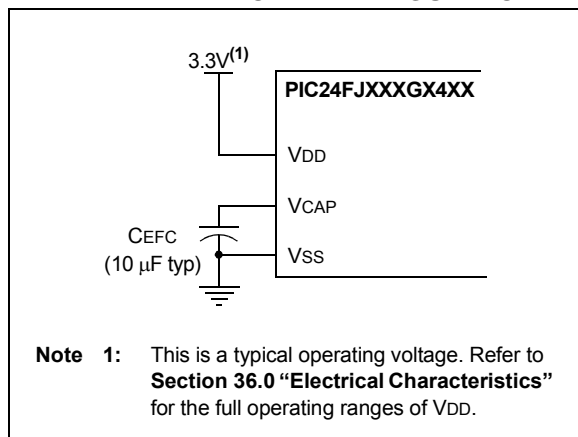 3.3V(1)
PIC24FJXXXGX4XX
VDD
VCAP
CEFC
(10 μF typ)
VSS
Note 1: This is a typical operating voltage. Refer to
Section 36.0 “Electrical Characteristics”
for the full operating ranges of VDD.